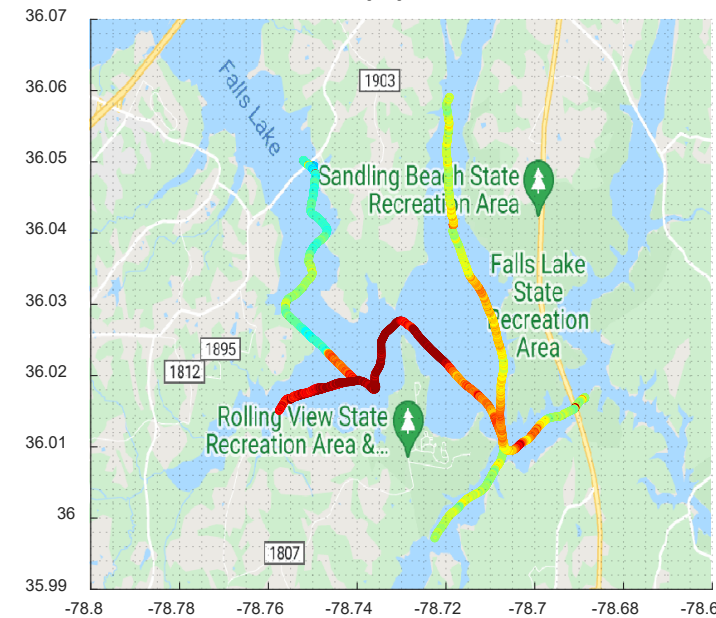 36.07
36.06
36.05
36.04
36.03
36.02
36.01
36
35.99
Falls Lake
1903
Sandling Beach State
Recreation Area
Falls Lake
State
Recreation
Area
1895
1812
Rolling View State
Recreation Area &...
1807
-78.8
-78.78
-78.76
-78.74
-78.72
-78.7
-78.68